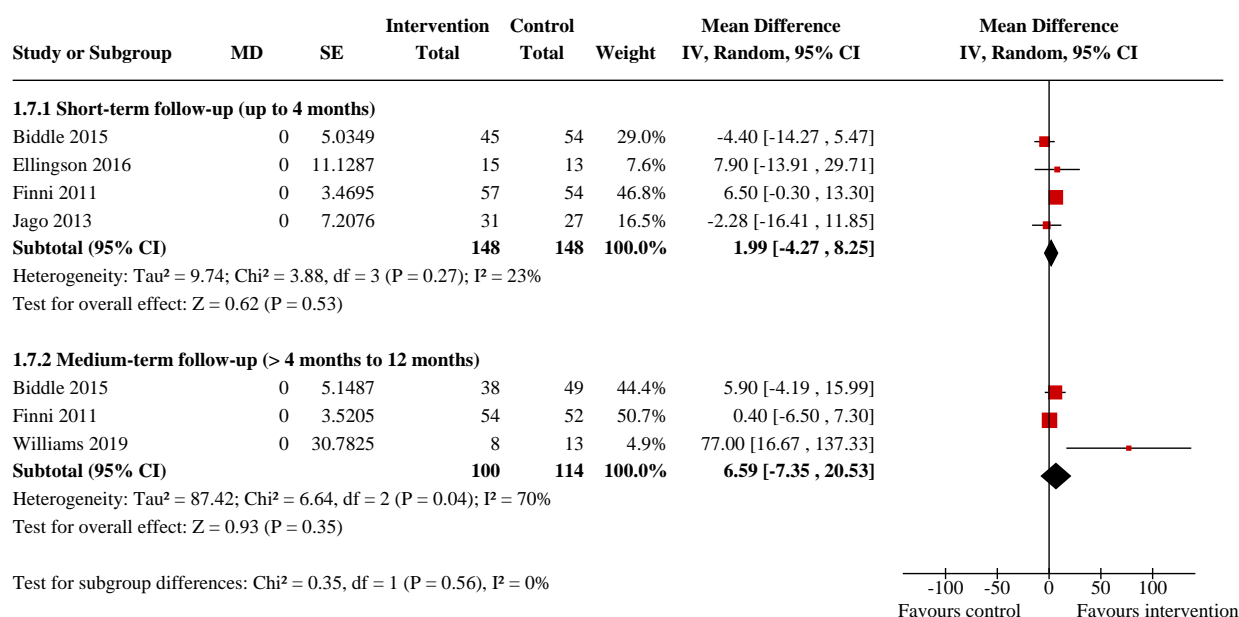 Intervention Control Mean Difference Mean Difference
Study or Subgroup MD SE Total Total Weight IV, Random, 95% CI IV, Random, 95% CI
1.7.1 Short-term follow-up (up to 4 months)
Biddle 2015 0 5.0349 45 54 29.0% -4.40 [-14.27 , 5.47]
Ellingson 2016 0 11.1287 15 13 7.6% 7.90 [-13.91 , 29.71]
Finni 2011 0 3.4695 57 54 46.8% 6.50 [-0.30 , 13.30]
Jago 2013 0 7.2076 31 27 16.5% -2.28 [-16.41 , 11.85]
Subtotal (95% CI) 148 148 100.0% 1.99 [-4.27 , 8.25]
Heterogeneity: Tau² = 9.74; Chi² = 3.88, df = 3 (P = 0.27); I² = 23%
Test for overall effect: Z = 0.62 (P = 0.53)
1.7.2 Medium-term follow-up (> 4 months to 12 months)
Biddle 2015 0 5.1487 38 49 44.4% 5.90 [-4.19 , 15.99]
Finni 2011 0 3.5205 54 52 50.7% 0.40 [-6.50 , 7.30]
Williams 2019 0 30.7825 8 13 4.9% 77.00 [16.67 , 137.33]
Subtotal (95% CI) 100 114 100.0% 6.59 [-7.35 , 20.53]
Heterogeneity: Tau² = 87.42; Chi² = 6.64, df = 2 (P = 0.04); I² = 70%
Test for overall effect: Z = 0.93 (P = 0.35)
Test for subgroup differences: Chi² = 0.35, df = 1 (P = 0.56), I² = 0%
-100 -50 0 50 100
Favours control Favours intervention